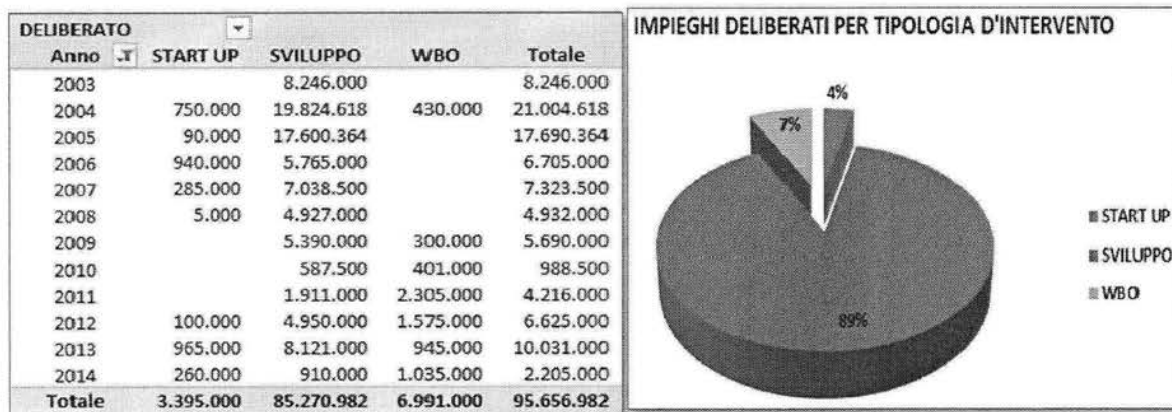 DELIBERATO
Anno START UP SVILUPPO WBO Totale
2003 8.246.000 8.246.000
2004 750.000 19.824.618 430.000 21.004.618
2005 90.000 17.600.364 17.690.364
2006 940.000 5.765.000 6.705.000
2007 285.000 7.038.500 7.323.500
2008 5.000 4.927.000 4.932.000
2009 5.390.000 300.000 5.690.000
2010 587.500 401.000 988.500
2011 1.911.000 2.305.000 4.216.000
2012 100.000 4.950.000 1.575.000 6.625.000
2013 965.000 8.121.000 945.000 10.031.000
2014 260.000 910.000 1.035.000 2.205.000
Totale 3.395.000 85.270.982 6.991.000 95.656.982
IMPIEGHI DELIBERATI PER TIPOLOGIA D'INTERVENTO
4%
7%
89%
START UP
SVILUPPO
WBO